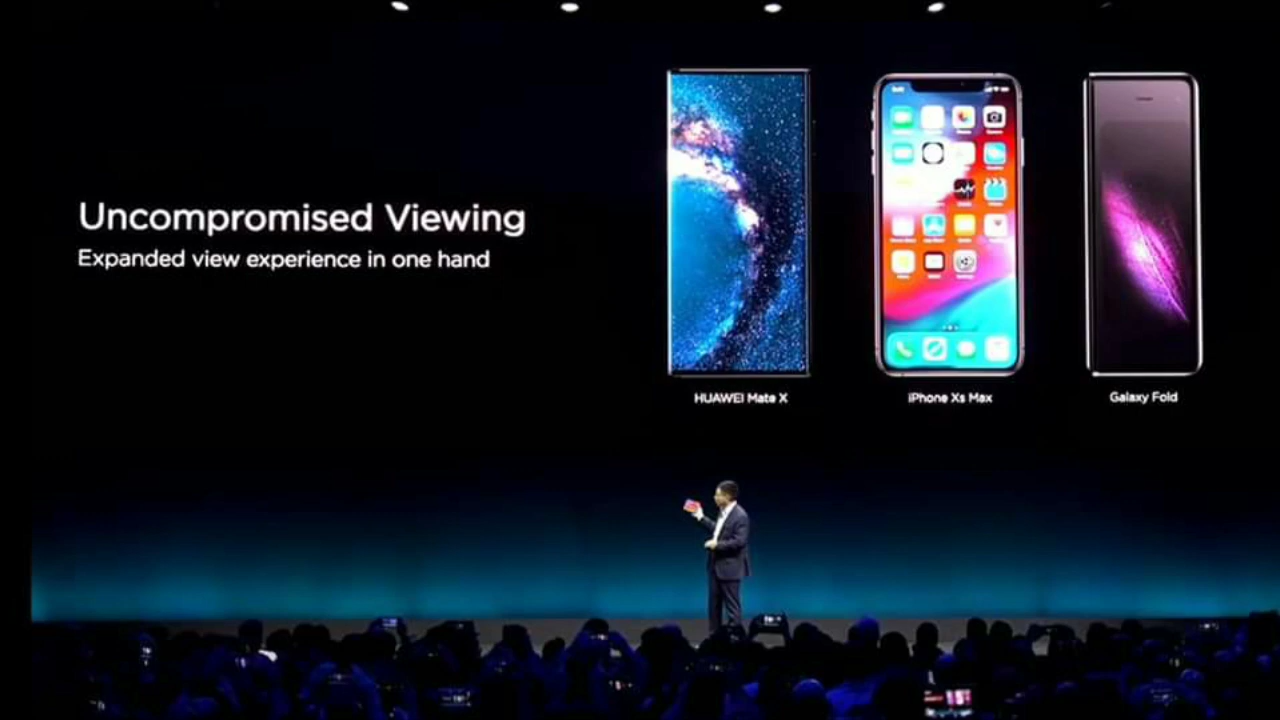 Uncompromised Viewing
Expanded view experience in one hand
HUAWEI Mate X
iPhone Xs Max
Galaxy Fold